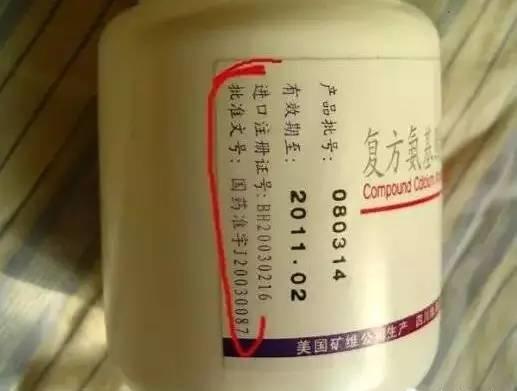 产品批号: 080314
有效期至: 2011.02
进口注册证号:BH20030216
批准文号: 国药准字J20030087
复方氨基
Compound Calcium
美国矿维公司生产 四川